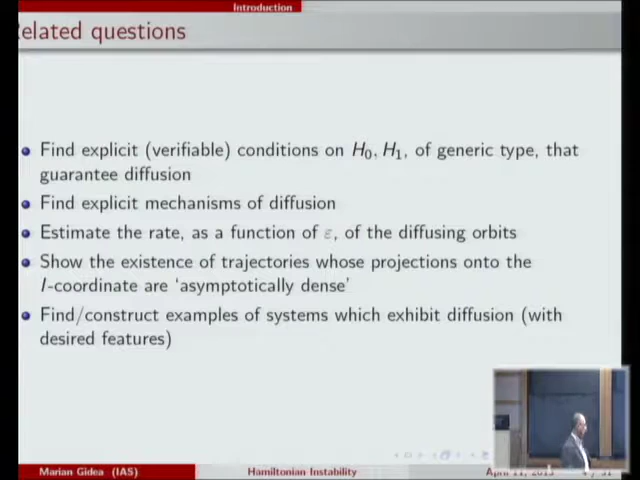 Introduction
elated questions
Find explicit (verifiable) conditions on H₀, H₁, of generic type, that
guarantee diffusion
Find explicit mechanisms of diffusion
Estimate the rate, as a function of ε, of the diffusing orbits
Show the existence of trajectories whose projections onto the
I-coordinate are ‘asymptotically dense’
Find/construct examples of systems which exhibit diffusion (with
desired features)
Marian Gidea (IAS)
Hamiltonian Instability